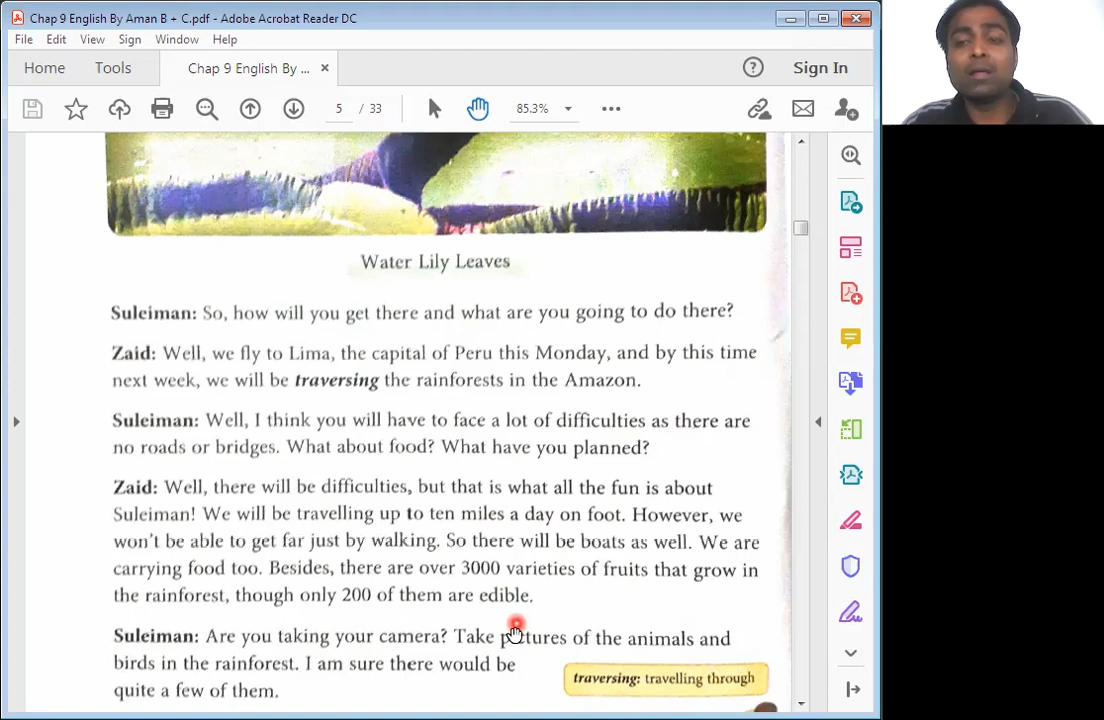 Chap 9 English By Aman B + C.pdf - Adobe Acrobat Reader DC
File Edit View Sign Window Help
Home Tools Chap 9 English By ... × Sign In
5 / 33 85.3%
Water Lily Leaves
Suleiman: So, how will you get there and what are you going to do there?
Zaid: Well, we fly to Lima, the capital of Peru this Monday, and by this time
next week, we will be traversing the rainforests in the Amazon.
Suleiman: Well, I think you will have to face a lot of difficulties as there are
no roads or bridges. What about food? What have you planned?
Zaid: Well, there will be difficulties, but that is what all the fun is about
Suleiman! We will be travelling up to ten miles a day on foot. However, we
won't be able to get far just by walking. So there will be boats as well. We are
carrying food too. Besides, there are over 3000 varieties of fruits that grow in
the rainforest, though only 200 of them are edible.
Suleiman: Are you taking your camera? Take pictures of the animals and
birds in the rainforest. I am sure there would be
quite a few of them.
traversing: travelling through